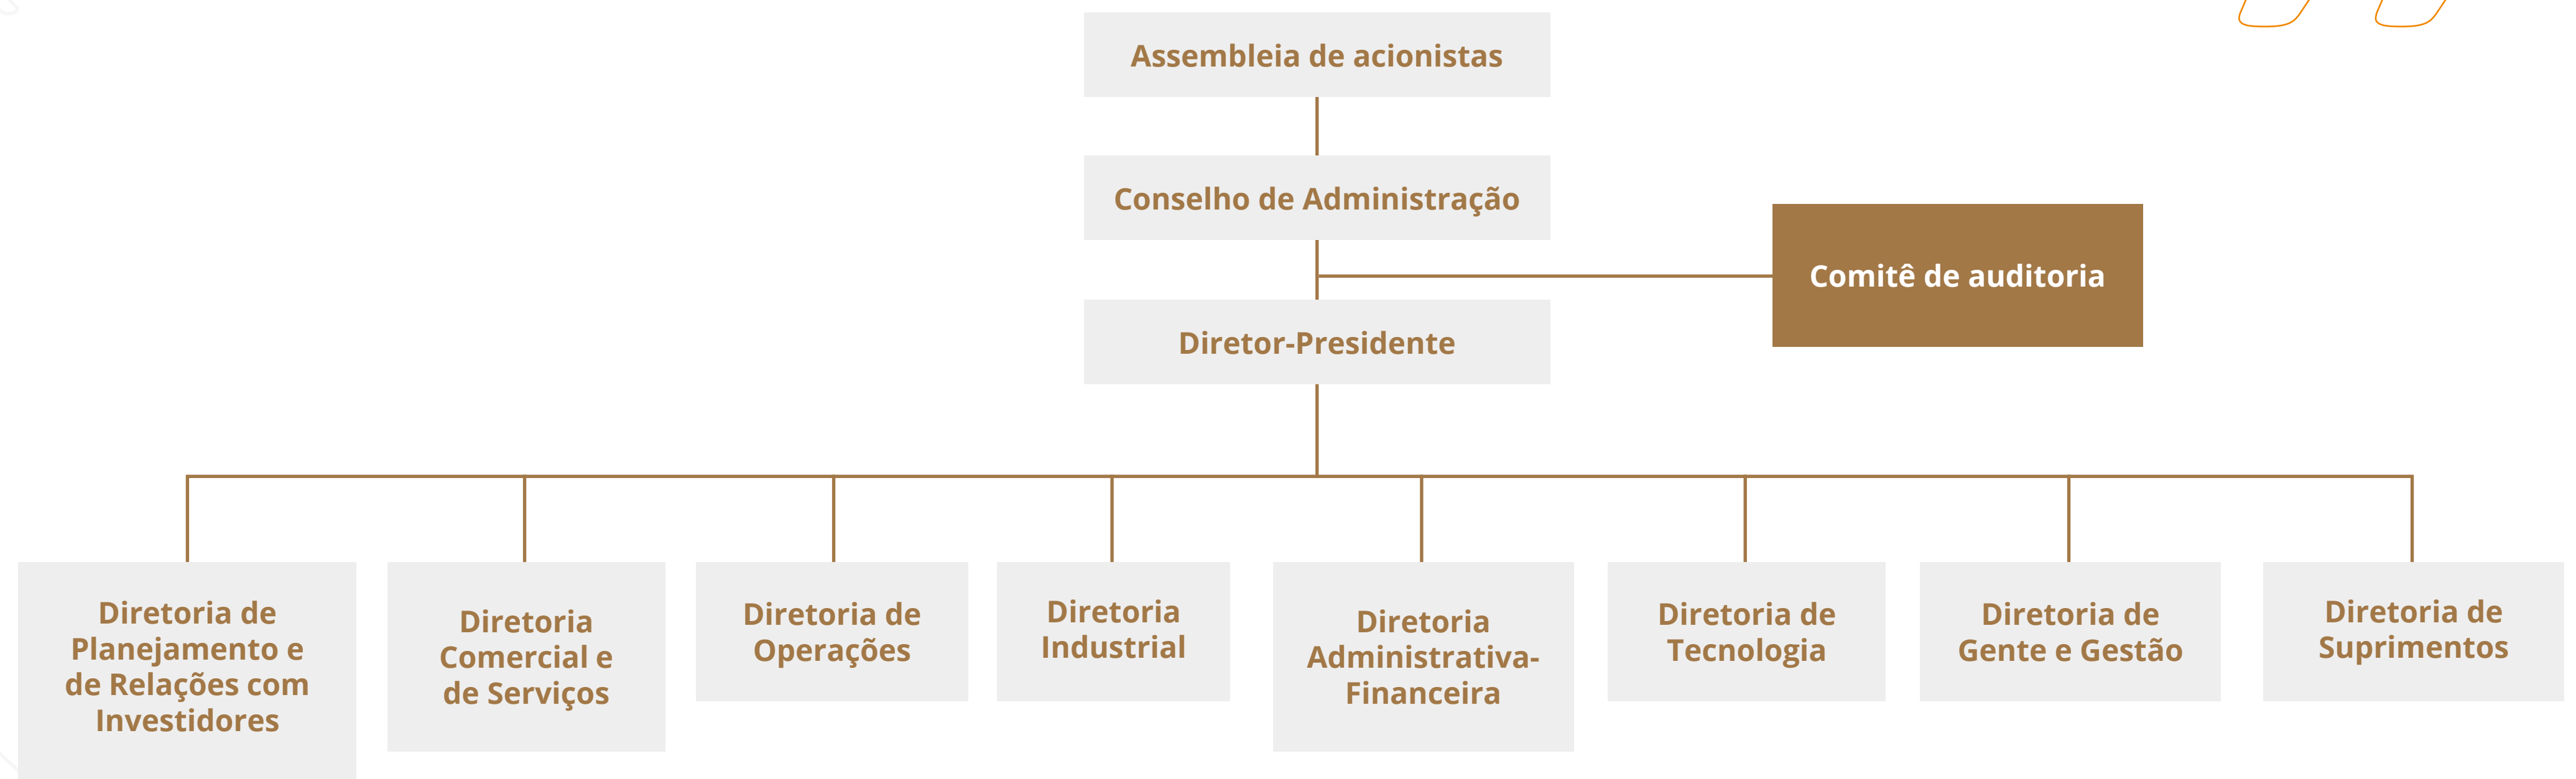 Assembleia de acionistas
Conselho de Administração
Comitê de auditoria
Diretor-Presidente
Diretoria de
Planejamento e
de Relações com
Investidores
Diretoria
Comercial e
de Serviços
Diretoria de
Operações
Diretoria
Industrial
Diretoria
Administrativa-
Financeira
Diretoria de
Tecnologia
Diretoria de
Gente e Gestão
Diretoria de
Suprimentos